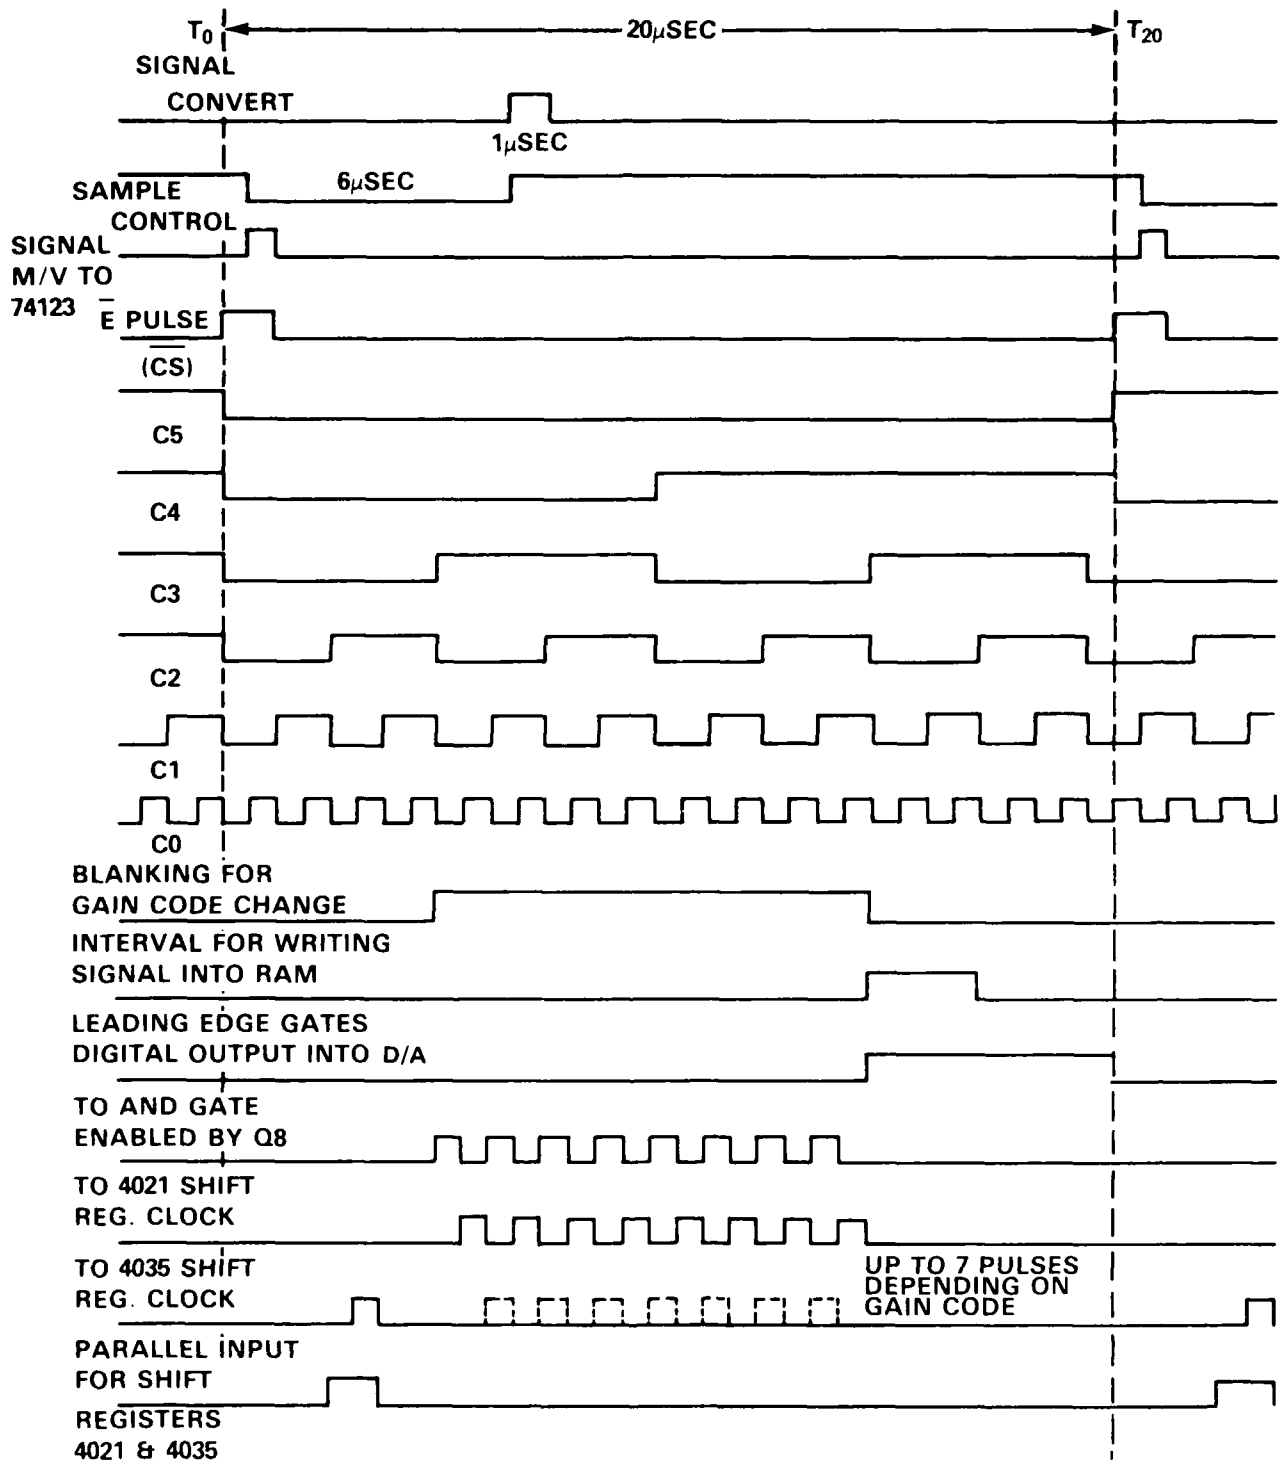 T0 20μSEC T20
SIGNAL
CONVERT
1μSEC
6μSEC
SAMPLE
CONTROL
SIGNAL
M/V TO
74123
E̅ PULSE
(C̅S̅)
C5
C4
C3
C2
C1
C0
BLANKING FOR
GAIN CODE CHANGE
INTERVAL FOR WRITING
SIGNAL INTO RAM
LEADING EDGE GATES
DIGITAL OUTPUT INTO D/A
TO AND GATE
ENABLED BY Q8
TO 4021 SHIFT
REG. CLOCK
TO 4035 SHIFT
REG. CLOCK
UP TO 7 PULSES
DEPENDING ON
GAIN CODE
PARALLEL INPUT
FOR SHIFT
REGISTERS
4021 & 4035